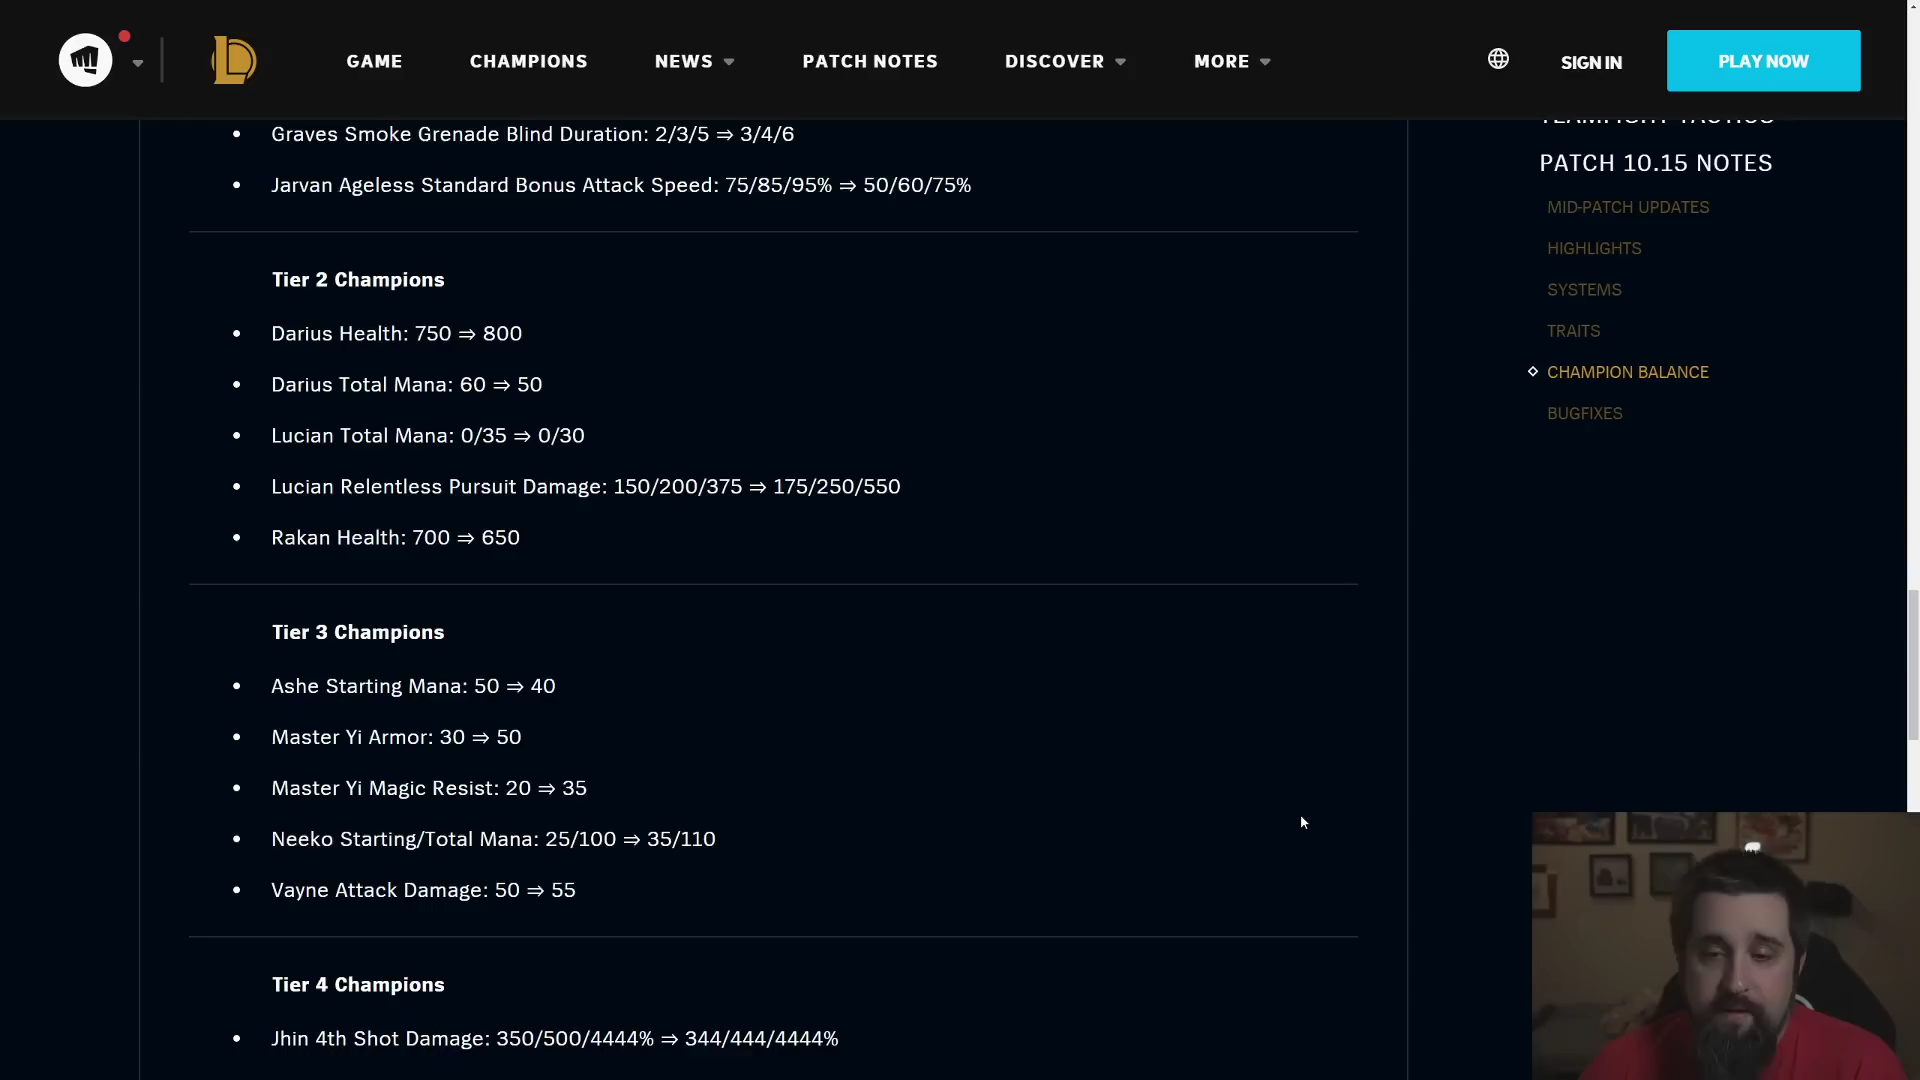 GAME
CHAMPIONS
NEWS
PATCH NOTES
DISCOVER
MORE
SIGN IN
PLAY NOW
• Graves Smoke Grenade Blind Duration: 2/3/5 ⇒ 3/4/6
• Jarvan Ageless Standard Bonus Attack Speed: 75/85/95% ⇒ 50/60/75%
Tier 2 Champions
• Darius Health: 750 ⇒ 800
• Darius Total Mana: 60 ⇒ 50
• Lucian Total Mana: 0/35 ⇒ 0/30
• Lucian Relentless Pursuit Damage: 150/200/375 ⇒ 175/250/550
• Rakan Health: 700 ⇒ 650
Tier 3 Champions
• Ashe Starting Mana: 50 ⇒ 40
• Master Yi Armor: 30 ⇒ 50
• Master Yi Magic Resist: 20 ⇒ 35
• Neeko Starting/Total Mana: 25/100 ⇒ 35/110
• Vayne Attack Damage: 50 ⇒ 55
Tier 4 Champions
• Jhin 4th Shot Damage: 350/500/4444% ⇒ 344/444/4444%
TEAMFIGHT TACTICS
PATCH 10.15 NOTES
MID-PATCH UPDATES
HIGHLIGHTS
SYSTEMS
TRAITS
CHAMPION BALANCE
BUGFIXES